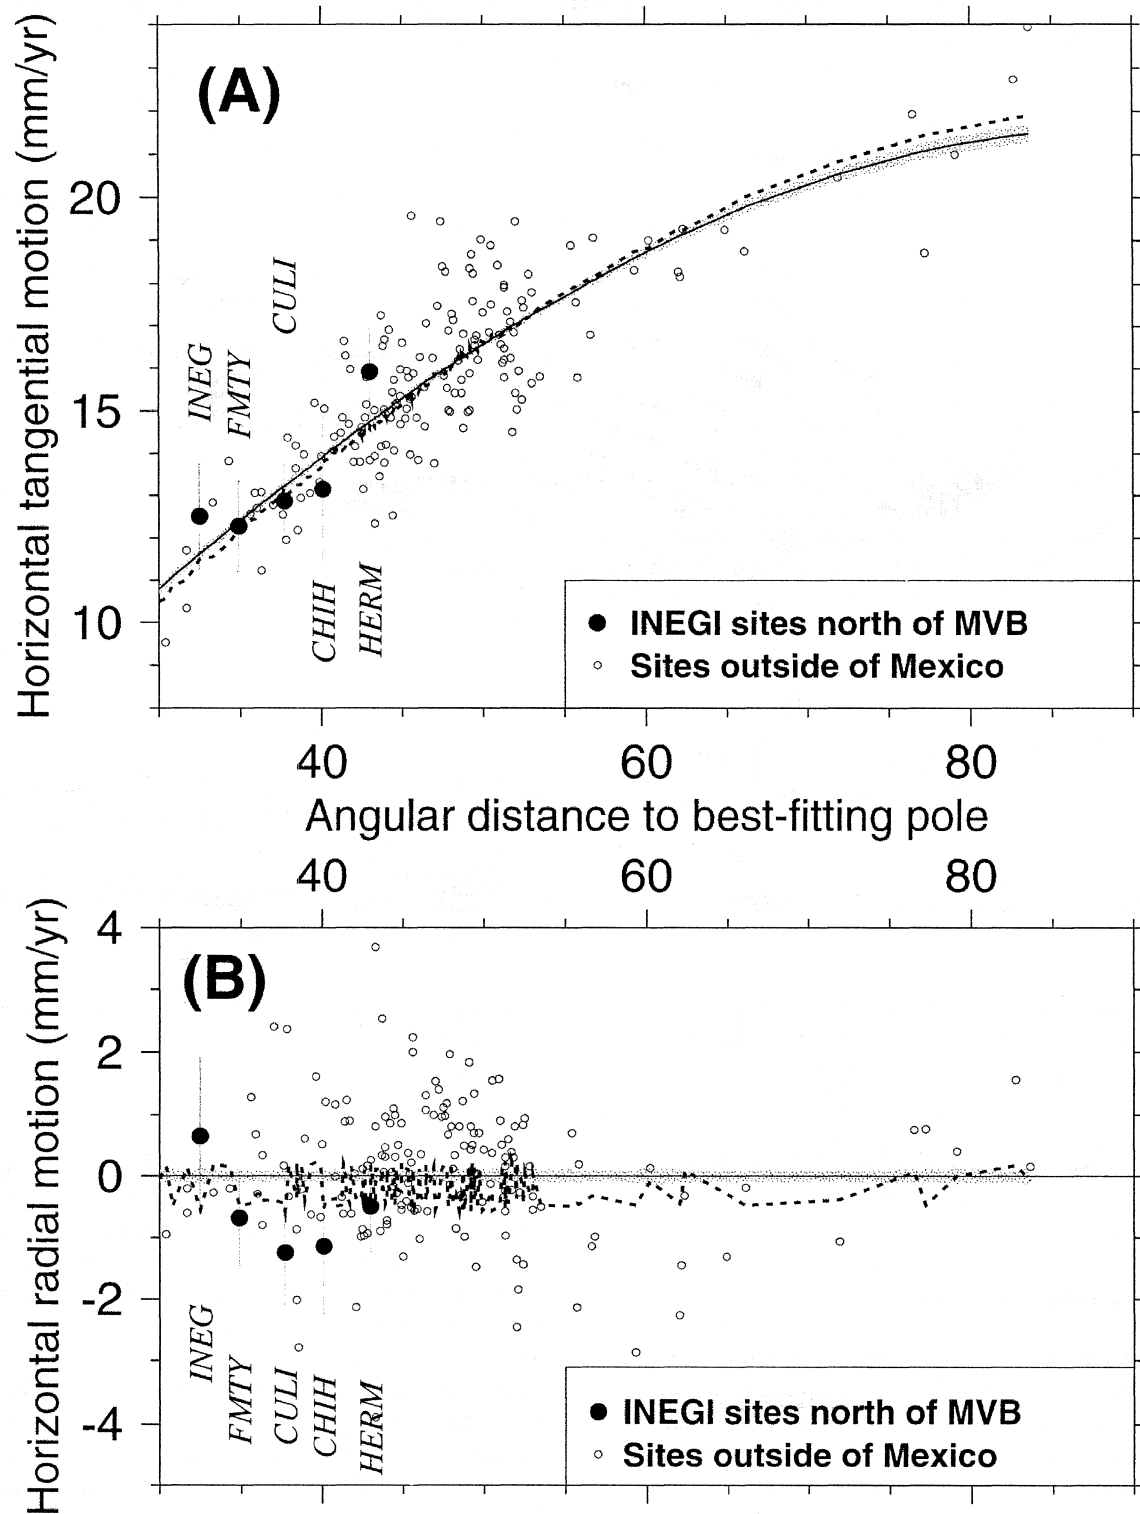 (A)
Horizontal tangential motion (mm/yr)
20
15
10
INEG
FMTY
CULI
CHIH
HERM
INEGI sites north of MVB
Sites outside of Mexico
40 60 80
Angular distance to best-fitting pole
40 60 80
(B)
Horizontal radial motion (mm/yr)
4
2
0
-2
-4
INEG
FMTY
CULI
CHIH
HERM
INEGI sites north of MVB
Sites outside of Mexico